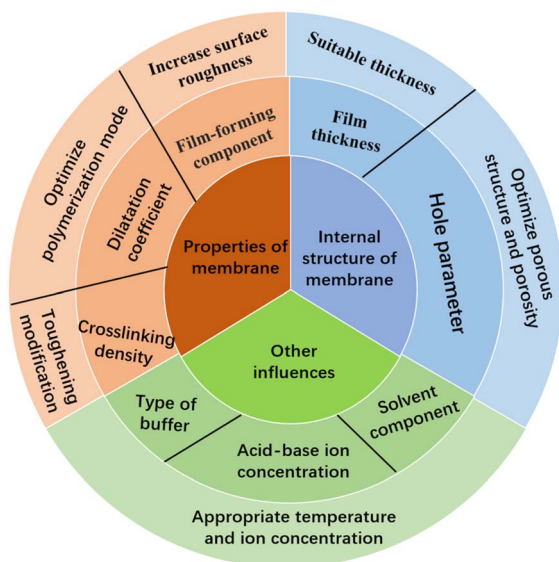 Increase surface
roughness
Suitable thickness
Optimize
polymerization mode
Film-forming
component
Film
thickness
Optimize porous
structure and porosity
Dilatation
coefficient
Hole parameter
Properties of
membrane
Internal
structure of
membrane
Toughening
modification
Crosslinking
density
Other
influences
Type of
buffer
Solvent
component
Acid-base ion
concentration
Appropriate temperature
and ion concentration